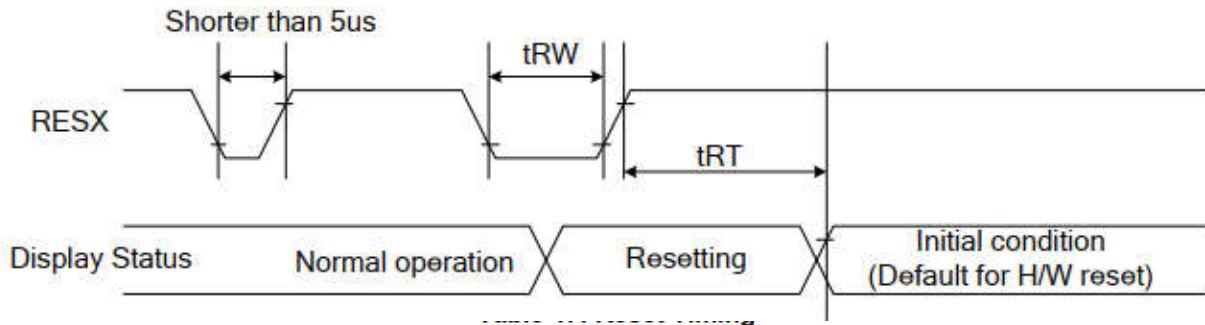 Shorter than 5us
tRW
RESX
tRT
Display Status
Normal operation
Resetting
Initial condition
(Default for H/W reset)